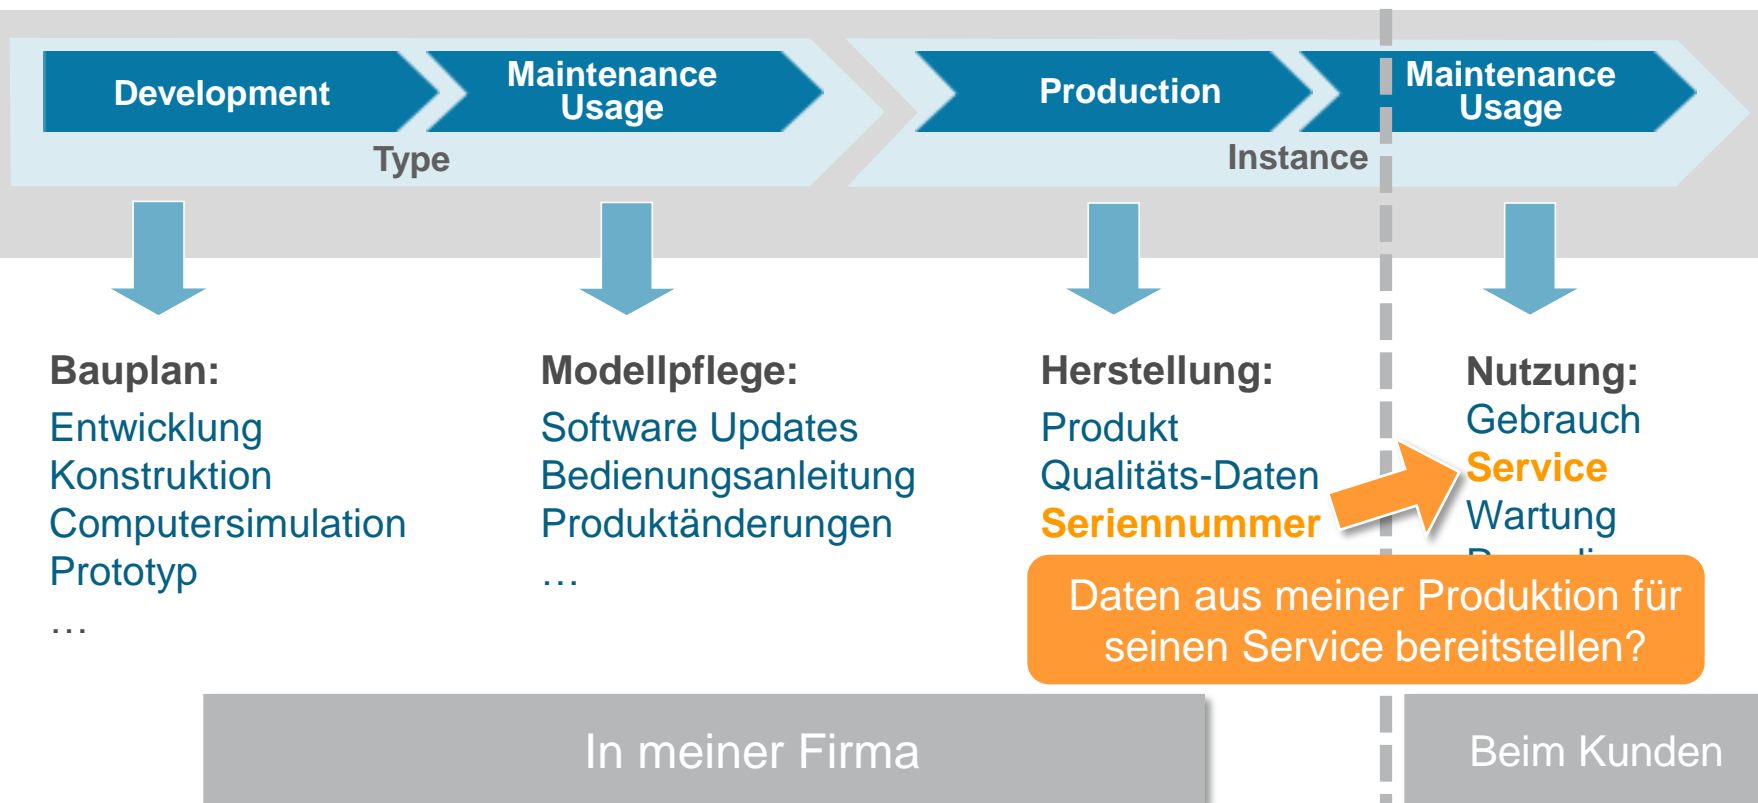 Development
Maintenance
Usage
Type
Production
Maintenance
Usage
Instance
Bauplan:
Entwicklung
Konstruktion
Computersimulation
Prototyp
…
Modellpflege:
Software Updates
Bedienungsanleitung
Produktänderungen
…
Herstellung:
Produkt
Qualitäts-Daten
Seriennummer
Nutzung:
Gebrauch
Service
Wartung
Daten aus meiner Produktion für
seinen Service bereitstellen?
In meiner Firma
Beim Kunden